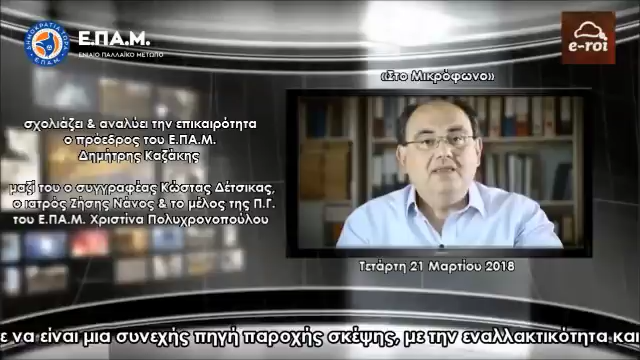 Ε.ΠΑ.Μ.
ΕΝΙΑΙΟ ΠΑΛΛΑΪΚΟ ΜΕΤΩΠΟ
ΔΗΜΟΚΡΑΤΙΑ ΤΩΡΑ
Ε.Π.Α.Μ.
e-roi
«Στο Μικρόφωνο»
σχολιάζει & αναλύει την επικαιρότητα
ο πρόεδρος του Ε.ΠΑ.Μ.
Δημήτρης Καζάκης
μαζί του ο συγγραφέας Κώστας Δέτσικας,
ο Ιατρός Ζήσης Νάνος & το μέλος της Π.Γ.
του Ε.ΠΑ.Μ. Χριστίνα Πολυχρονοπούλου
Τετάρτη 21 Μαρτίου 2018
ε να είναι μια συνεχής πηγή παροχής σκέψης, με την εναλλακτικότητα και